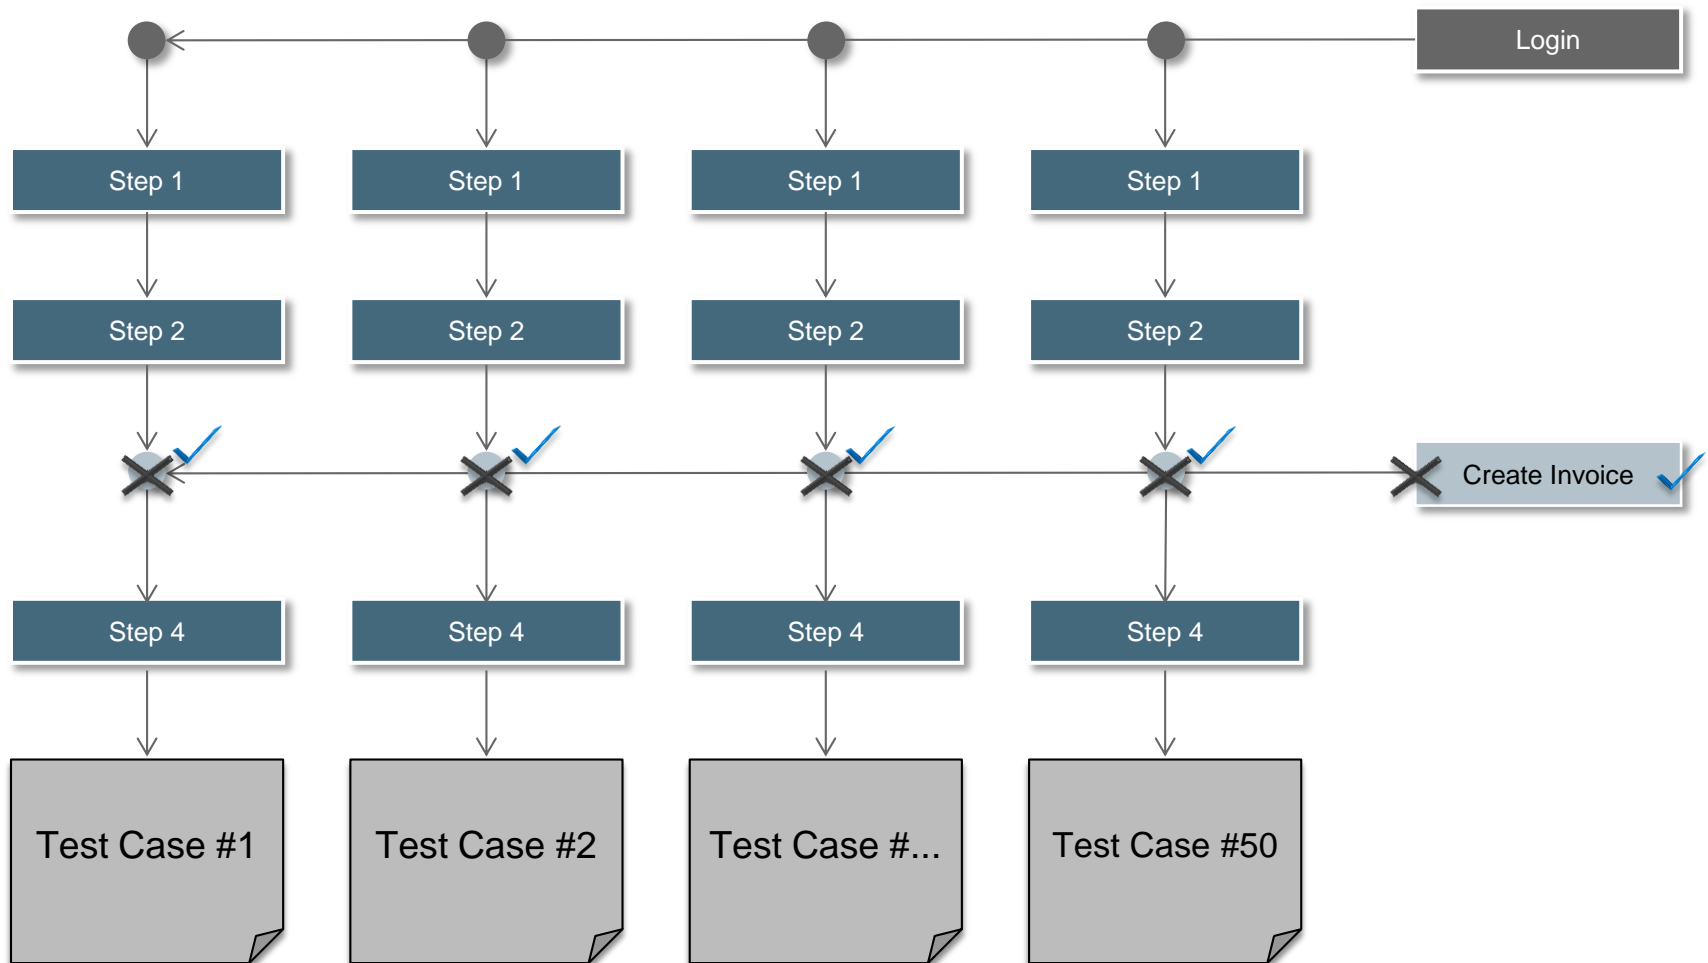 Login
Step 1
Step 1
Step 1
Step 1
Step 2
Step 2
Step 2
Step 2
Create Invoice
Step 4
Step 4
Step 4
Step 4
Test Case #1
Test Case #2
Test Case #...
Test Case #50